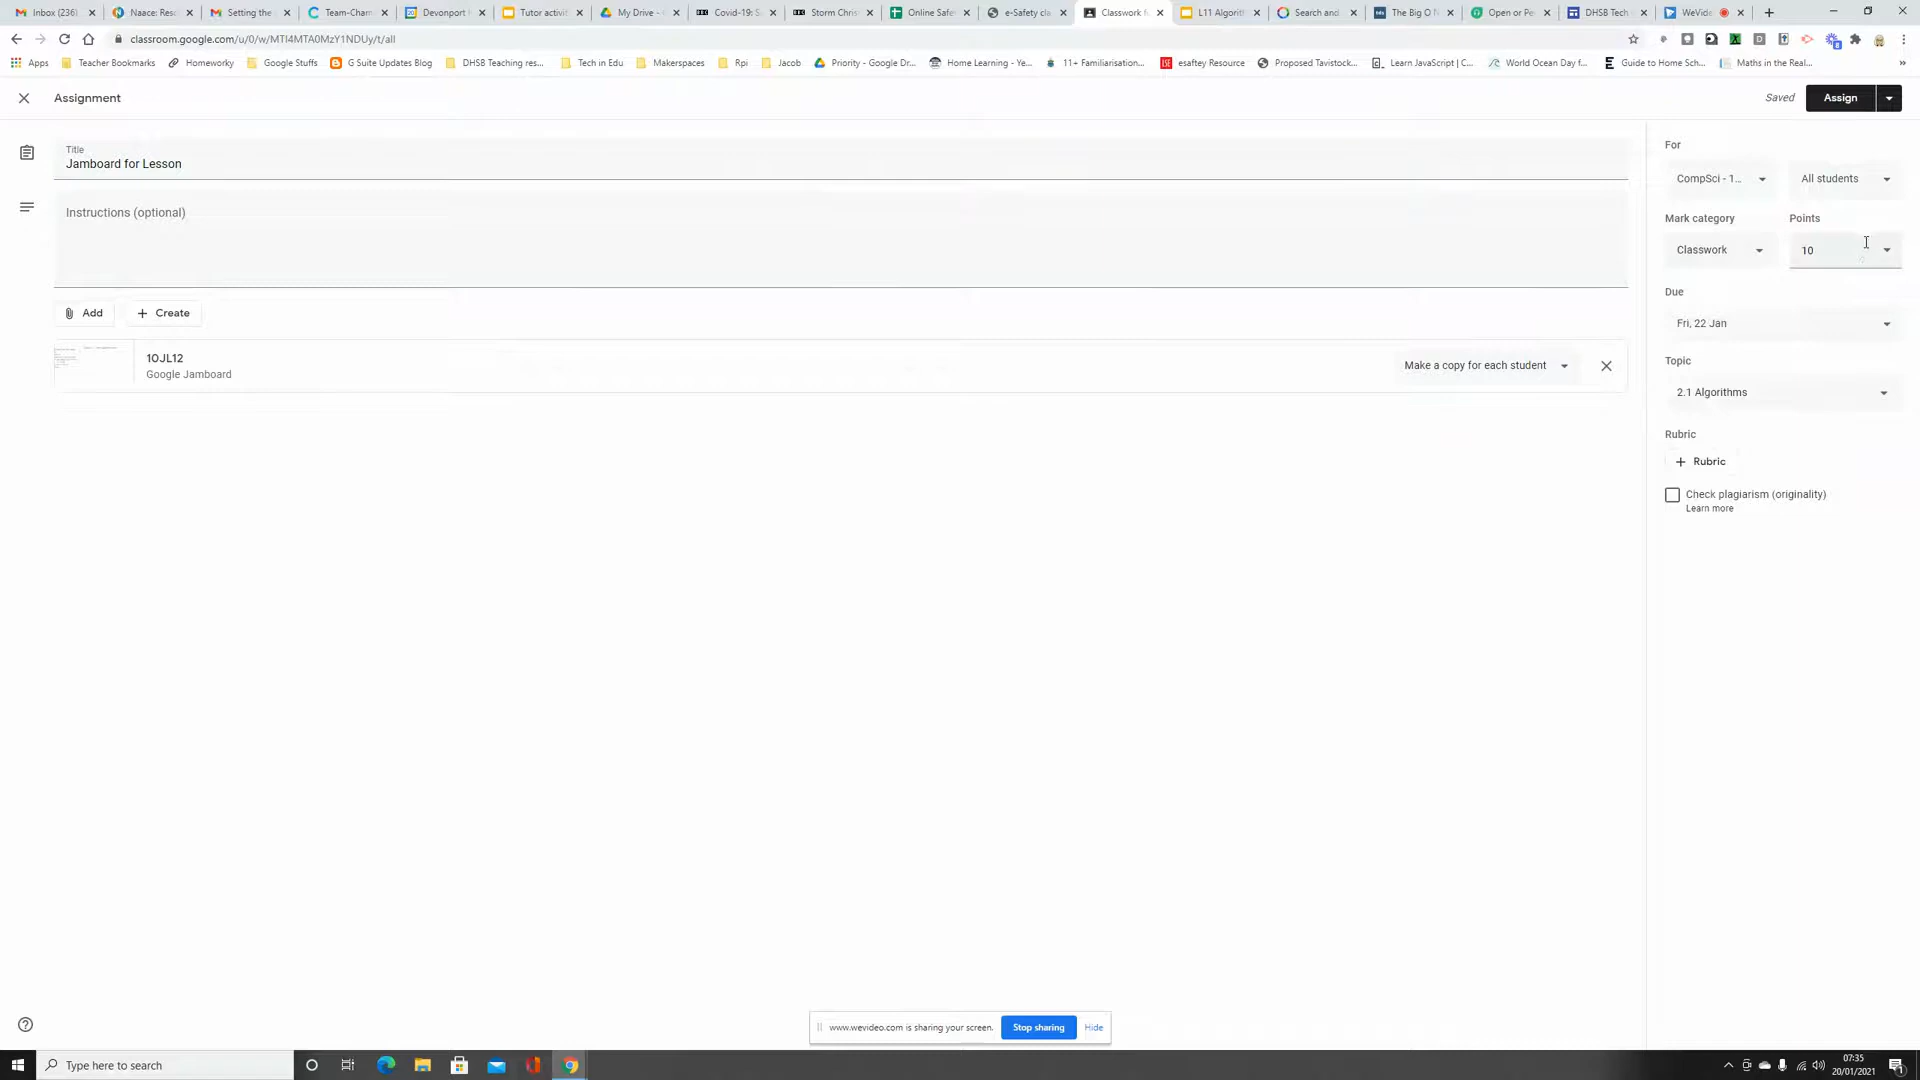 Inbox (236)
Naace: Res
Setting the
Team-Cham
Devonport
Tutor activi
My Drive -
Covid-19: S
Storm Chris
Online Safe
e-Safety cla
Classwork f
L11 Algorith
Search and
The Big O N
Open or Pe
DHSB Tech
WeVide
classroom.google.com/u/0/w/MTI4MTA0MzY1NDUy/t/all
Apps
Teacher Bookmarks
Homeworky
Google Stuffs
G Suite Updates Blog
DHSB Teaching res...
Tech in Edu
Makerspaces
Rpi
Jacob
Priority - Google Dr...
Home Learning - Ye...
11+ Familiarisation...
esaftey Resource
Proposed Tavistock...
Learn JavaScript | C...
World Ocean Day f...
Guide to Home Sch...
Maths in the Real...
Assignment
Saved
Assign
Title
Jamboard for Lesson
Instructions (optional)
Add
Create
10JL12
Google Jamboard
Make a copy for each student
For
CompSci - 1...
All students
Mark category
Points
Classwork
10
Due
Fri, 22 Jan
Topic
2.1 Algorithms
Rubric
Rubric
Check plagiarism (originality)
Learn more
www.wevideo.com is sharing your screen.
Stop sharing
Hide
Type here to search
07:35
20/01/2021